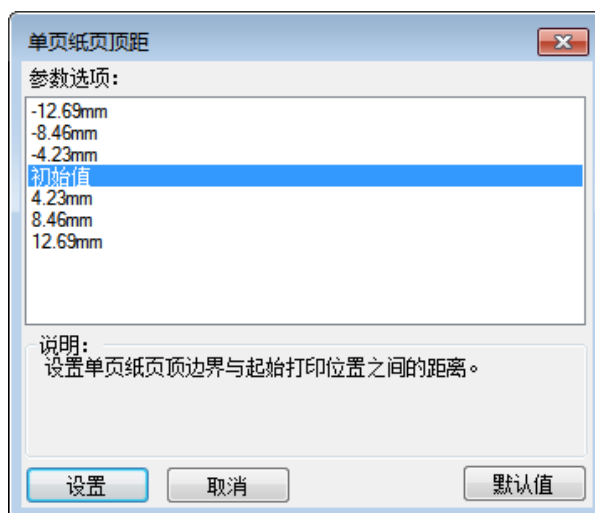 单页纸页顶距
参数选项：
-12.69mm
-8.46mm
-4.23mm
初始值
4.23mm
8.46mm
12.69mm
说明：
设置单页纸页顶边界与起始打印位置之间的距离。
设置
取消
默认值